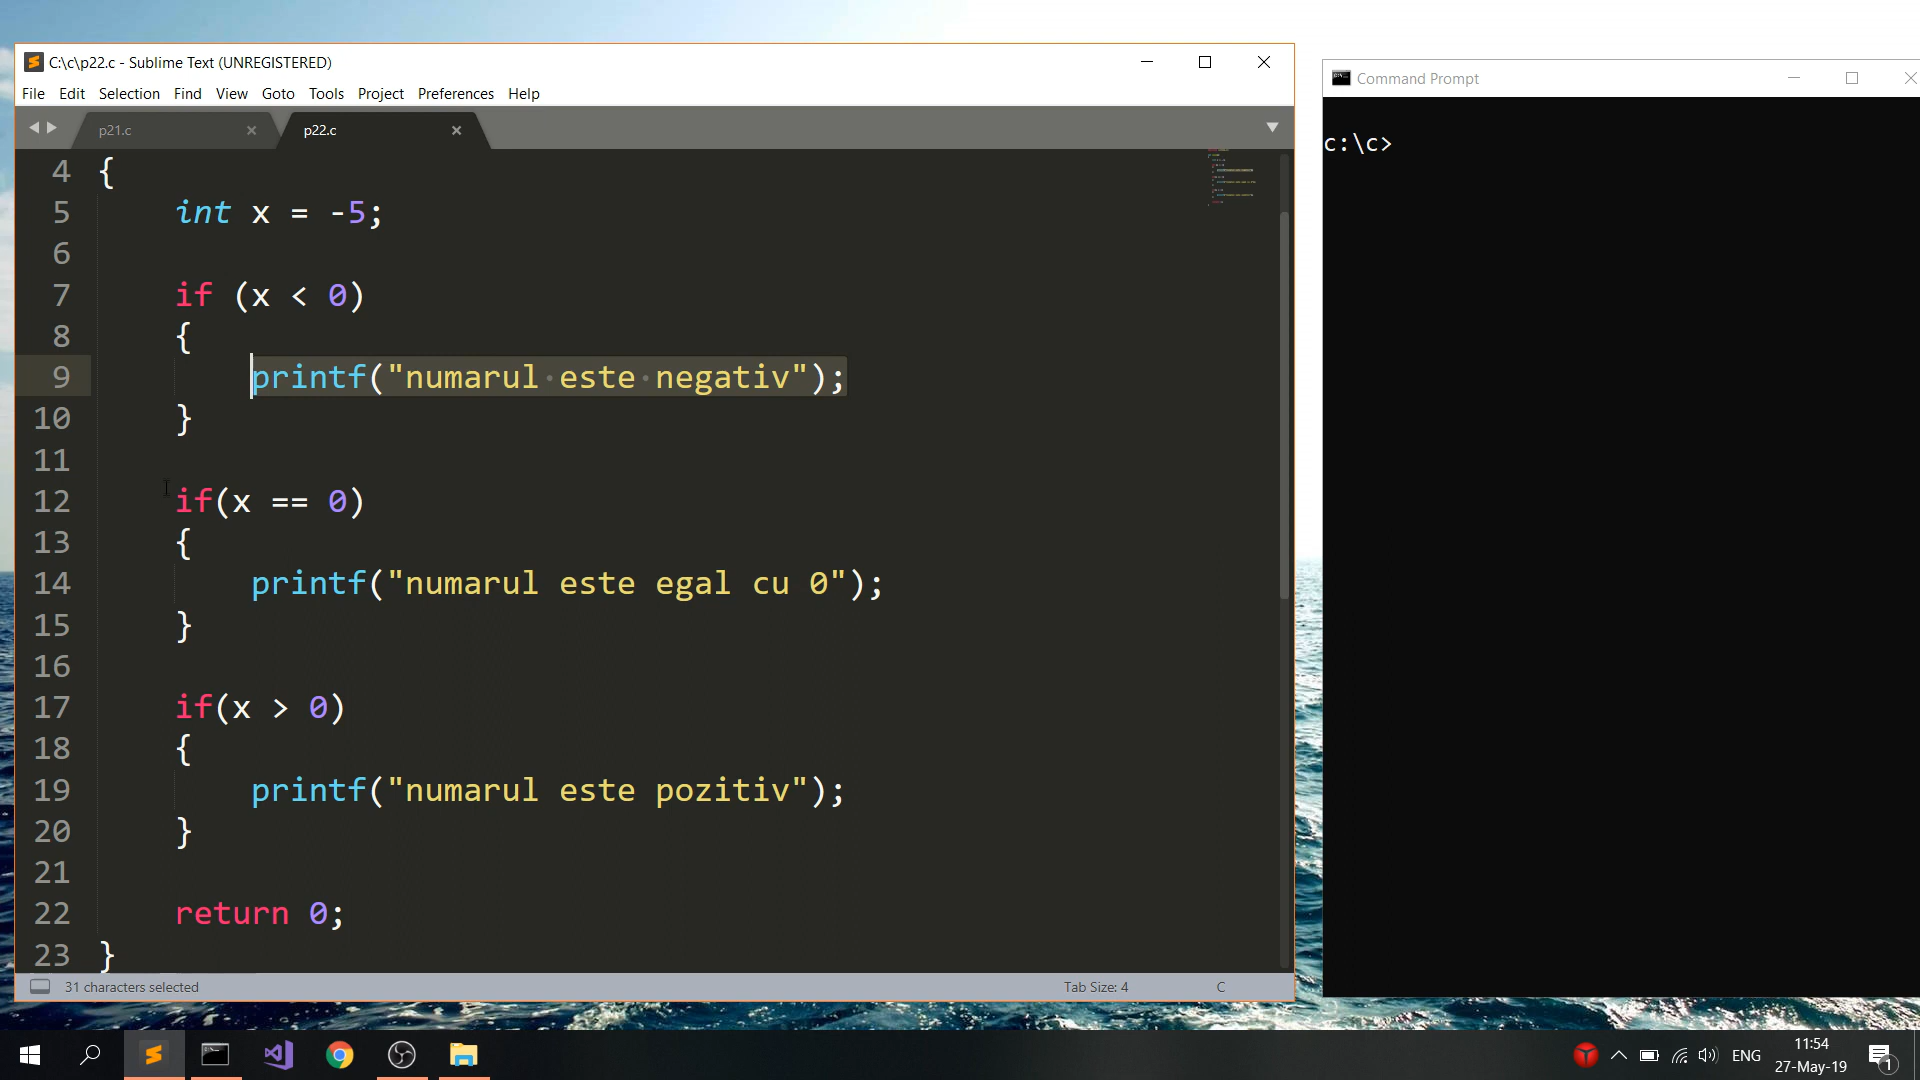 C:\c\p22.c - Sublime Text (UNREGISTERED)
File Edit Selection Find View Goto Tools Project Preferences Help
p21.c p22.c
4 {
5 int x = -5;
6
7 if (x < 0)
8 {
9 printf("numarul·este·negativ");
10 }
11
12 if(x == 0)
13 {
14 printf("numarul este egal cu 0");
15 }
16
17 if(x > 0)
18 {
19 printf("numarul este pozitiv");
20 }
21
22 return 0;
23 }
31 characters selected Tab Size: 4 C
Command Prompt
c:\c>
ENG 11:54
27-May-19
1